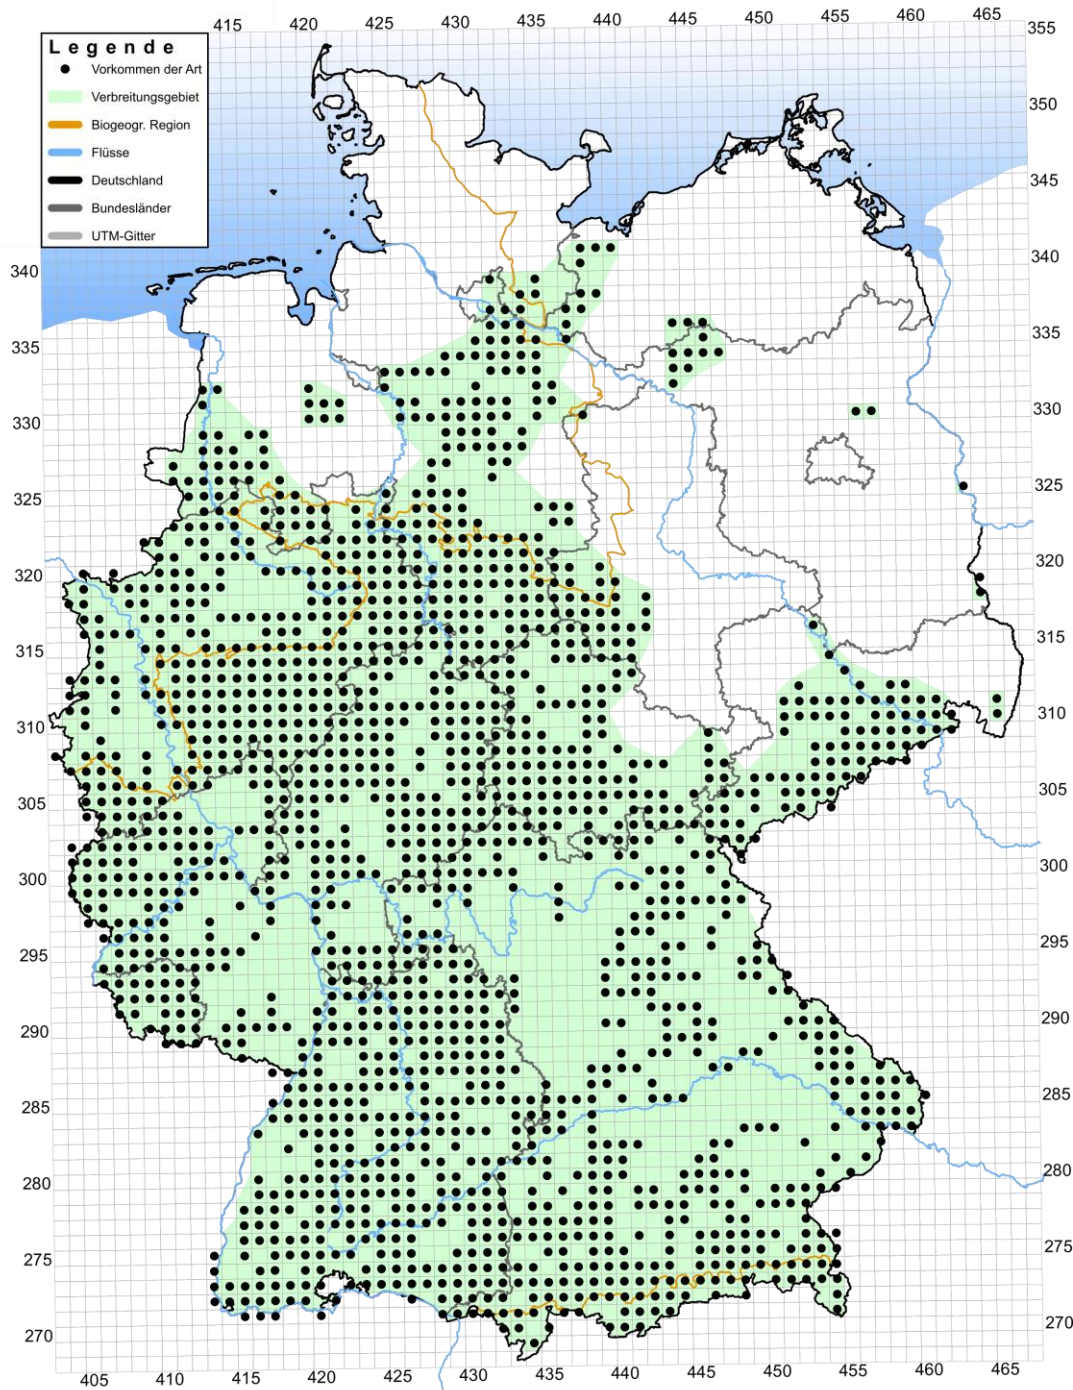 415 420 425 430 435 440 445 450 455 460 465 355
Legende
Vorkommen der Art
Verbreitungsgebiet
Biogeogr. Region
Flüsse
Deutschland
Bundesländer
UTM-Gitter
350
345
340 340
335 335
330 330
325 325
320 320
315 315
310 310
305 305
300 300
295 295
290 290
285 285
280 280
275 275
270 270
405 410 415 420 425 430 435 440 445 450 455 460 465